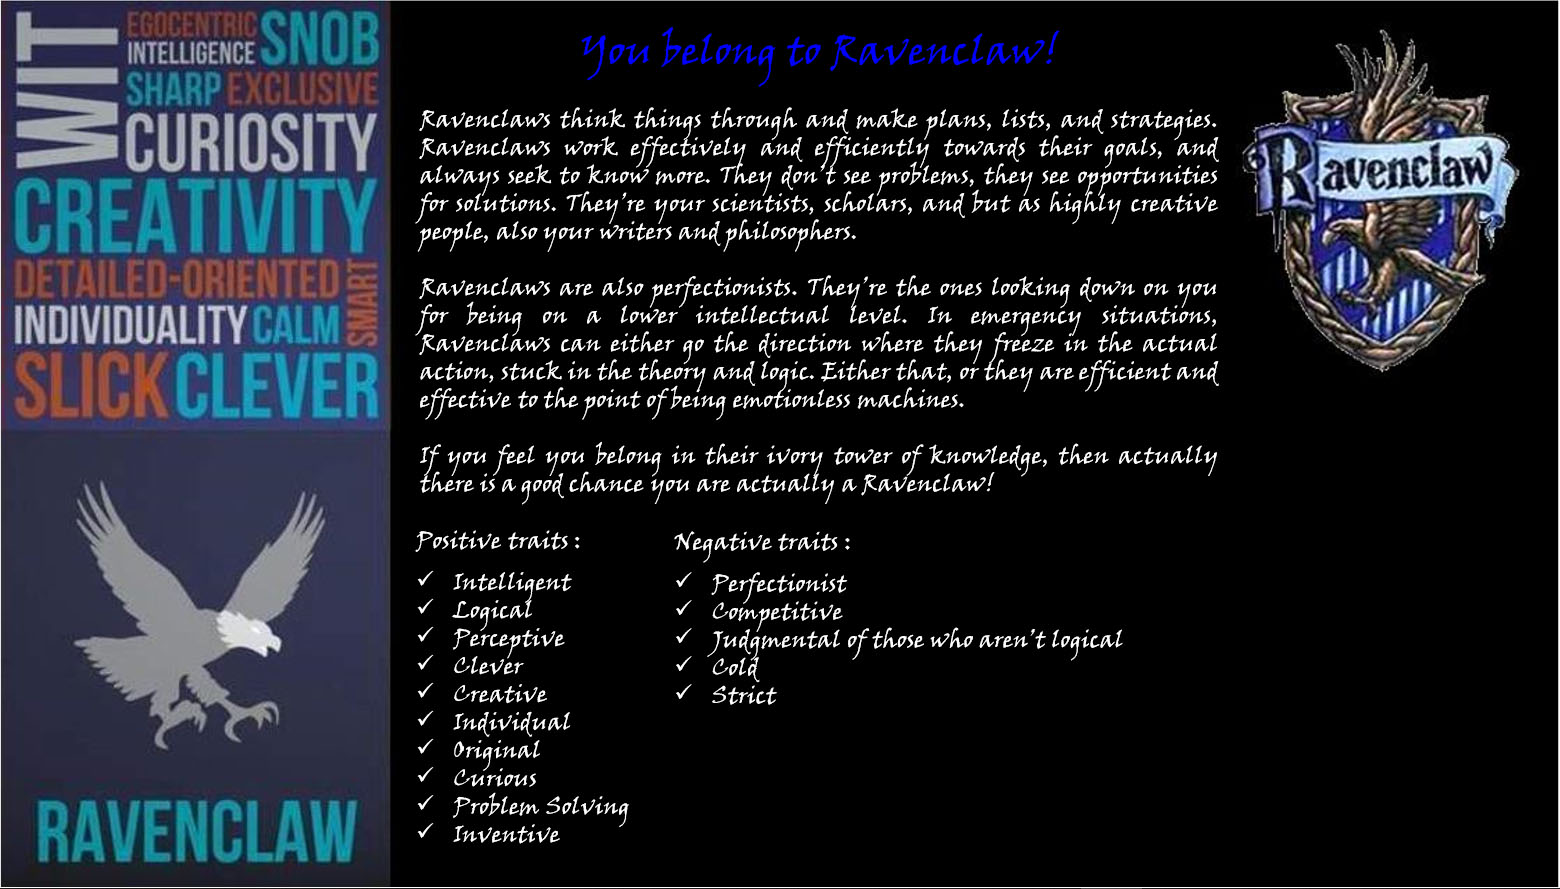 WIT
EGOCENTRIC
INTELLIGENCE
SNOB
SHARP EXCLUSIVE
CURIOSITY
CREATIVITY
DETAILED-ORIENTED
SMART
INDIVIDUALITY CALM
SLICK CLEVER
RAVENCLAW
You belong to Ravenclaw!
Ravenclaws think things through and make plans, lists, and strategies.
Ravenclaws work effectively and efficiently towards their goals, and
always seek to know more. They don't see problems, they see opportunities
for solutions. They're your scientists, scholars, and but as highly creative
people, also your writers and philosophers.
Ravenclaws are also perfectionists. They're the ones looking down on you
for being on a lower intellectual level. In emergency situations,
Ravenclaws can either go the direction where they freeze in the actual
action, stuck in the theory and logic. Either that, or they are efficient and
effective to the point of being emotionless machines.
If you feel you belong in their ivory tower of knowledge, then actually
there is a good chance you are actually a Ravenclaw!
Positive traits :
✓ Intelligent
✓ Logical
✓ Perceptive
✓ Clever
✓ Creative
✓ Individual
✓ Original
✓ Curious
✓ Problem Solving
✓ Inventive
Negative traits :
✓ Perfectionist
✓ Competitive
✓ Judgmental of those who aren't logical
✓ Cold
✓ Strict
Ravenclaw